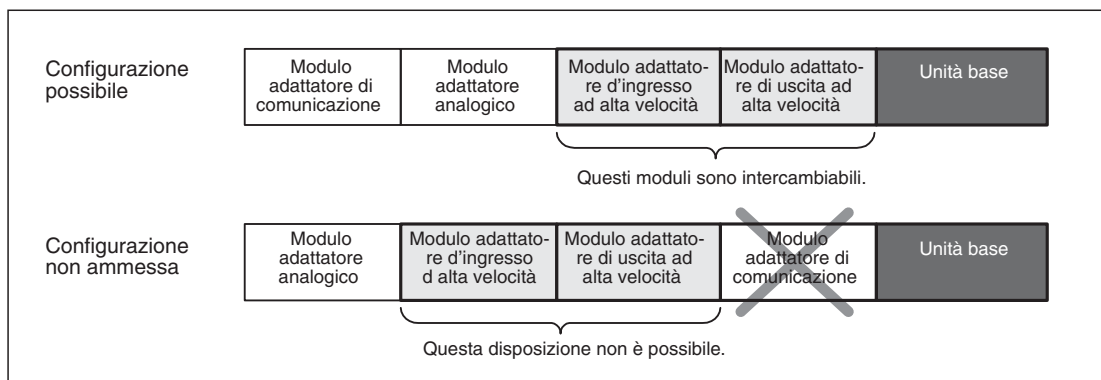 Configurazione
possibile
Modulo
adattatore di
comunicazione
Modulo
adattatore
analogico
Modulo adattato-
re d'ingresso
ad alta velocità
Modulo adattato-
re di uscita ad
alta velocità
Unità base
Questi moduli sono intercambiabili.
Configurazione
non ammessa
Modulo
adattatore
analogico
Modulo adattato-
re d'ingresso
d alta velocità
Modulo adattato-
re di uscita ad
alta velocità
Modulo
adattatore di
comunicazione
Unità base
Questa disposizione non è possibile.